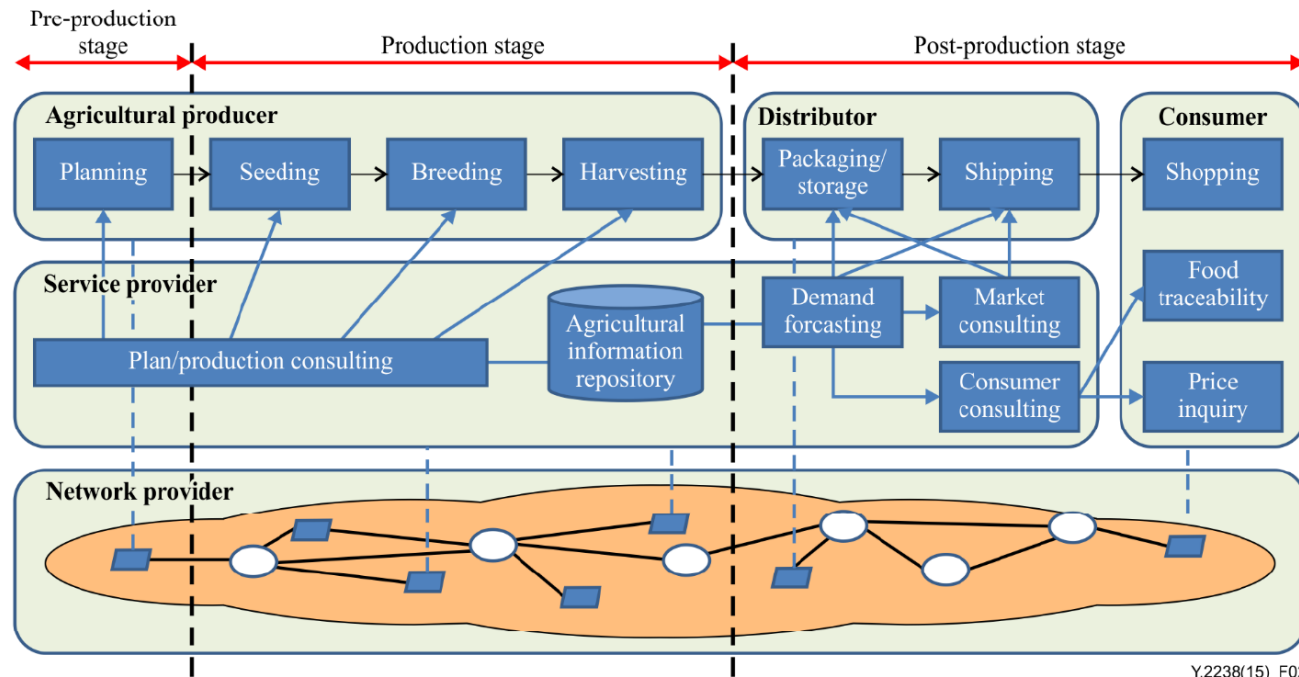 Pre-production
stage
Production stage
Post-production stage
Agricultural producer
Distributor
Consumer
Planning
Seeding
Breeding
Harvesting
Packaging/
storage
Shipping
Shopping
Service provider
Plan/production consulting
Agricultural
information
repository
Demand
forcasting
Market
consulting
Food
traceability
Consumer
consulting
Price
inquiry
Network provider